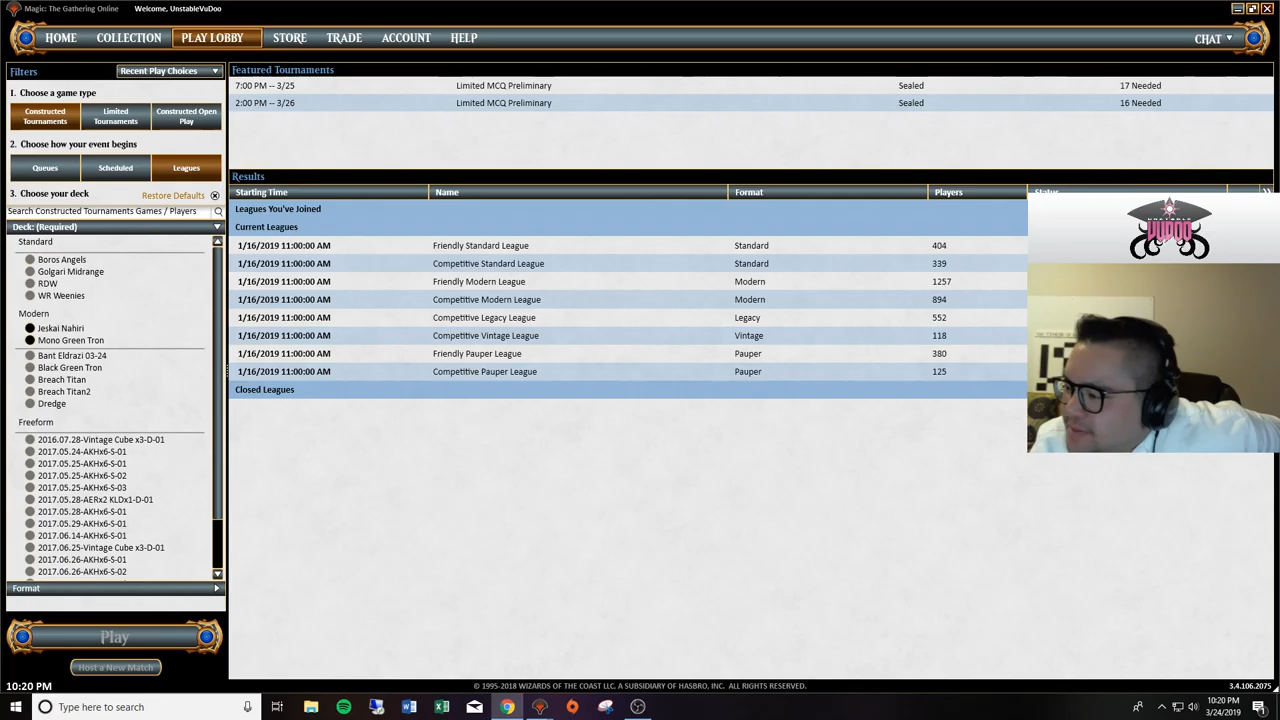 Magic: The Gathering Online
Welcome, UnstableVuDoo
HOME COLLECTION PLAY LOBBY STORE TRADE ACCOUNT HELP CHAT
Filters
Recent Play Choices
1. Choose a game type
Constructed Tournaments
Limited Tournaments
Constructed Open Play
2. Choose how your event begins
Queues Scheduled Leagues
3. Choose your deck
Restore Defaults
Search Constructed Tournaments Games / Players
Deck: (Required)
Standard
Boros Angels
Golgari Midrange
RDW
WR Weenies
Modern
Jeskai Nahiri
Mono Green Tron
Bant Eldrazi 03-24
Black Green Tron
Breach Titan
Breach Titan2
Dredge
Freeform
2016.07.28-Vintage Cube x3-D-01
2017.05.24-AKHx6-S-01
2017.05.25-AKHx6-S-01
2017.05.25-AKHx6-S-02
2017.05.25-AKHx6-S-03
2017.05.28-AERx2 KLDx1-D-01
2017.05.28-AKHx6-S-01
2017.05.29-AKHx6-S-01
2017.06.14-AKHx6-S-01
2017.06.25-Vintage Cube x3-D-01
2017.06.26-AKHx6-S-01
2017.06.26-AKHx6-S-02
Format
Play
Host a New Match
10:20 PM
Featured Tournaments
7:00 PM -- 3/25 Limited MCQ Preliminary Sealed 17 Needed
2:00 PM -- 3/26 Limited MCQ Preliminary Sealed 16 Needed
Results
Starting Time Name Format Players Status
Leagues You've Joined
Current Leagues
1/16/2019 11:00:00 AM Friendly Standard League Standard 404
1/16/2019 11:00:00 AM Competitive Standard League Standard 339
1/16/2019 11:00:00 AM Friendly Modern League Modern 1257
1/16/2019 11:00:00 AM Competitive Modern League Modern 894
1/16/2019 11:00:00 AM Competitive Legacy League Legacy 552
1/16/2019 11:00:00 AM Competitive Vintage League Vintage 118
1/16/2019 11:00:00 AM Friendly Pauper League Pauper 380
1/16/2019 11:00:00 AM Competitive Pauper League Pauper 125
Closed Leagues
UNSTABLE
VUDOO
© 1995-2018 WIZARDS OF THE COAST LLC, A SUBSIDIARY OF HASBRO, INC. ALL RIGHTS RESERVED.
3.4.106.2075
Type here to search
10:20 PM
3/24/2019